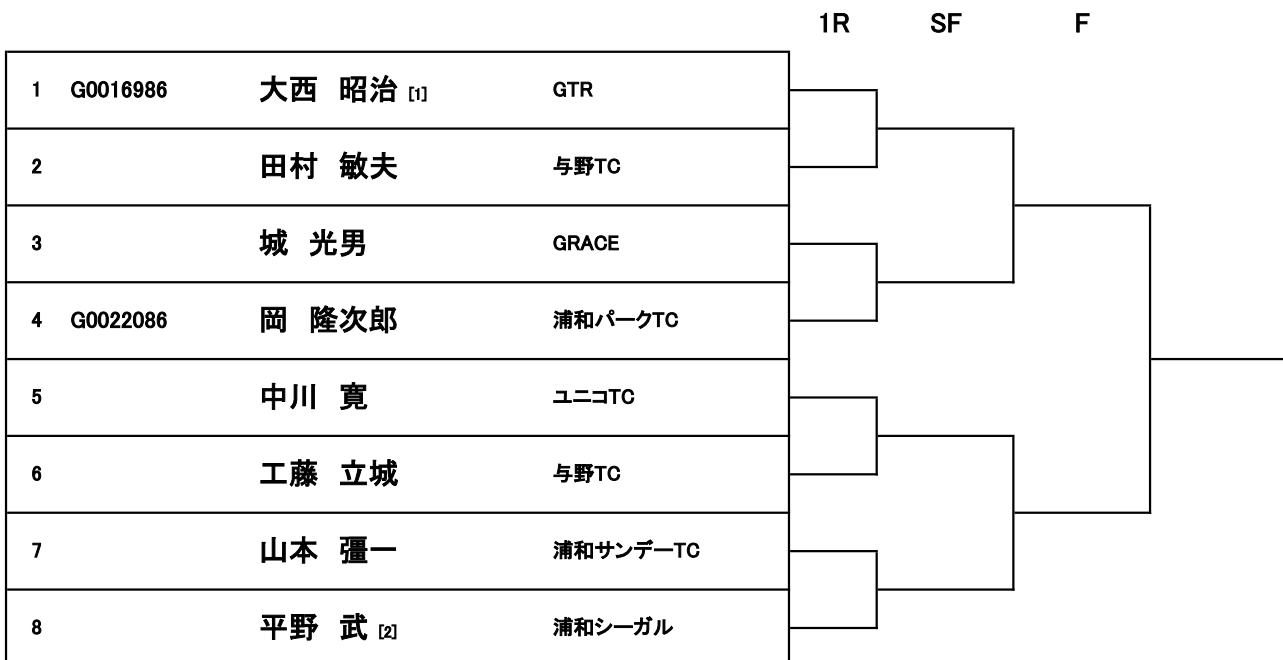 1R SF F
1 G0016986 大西 昭治 [1] GTR
2 田村 敏夫 与野TC
3 城 光男 GRACE
4 G0022086 岡 隆次郎 浦和パークTC
5 中川 寛 ユニコTC
6 工藤 立城 与野TC
7 山本 彊一 浦和サンデーTC
8 平野 武 [2] 浦和シーガル